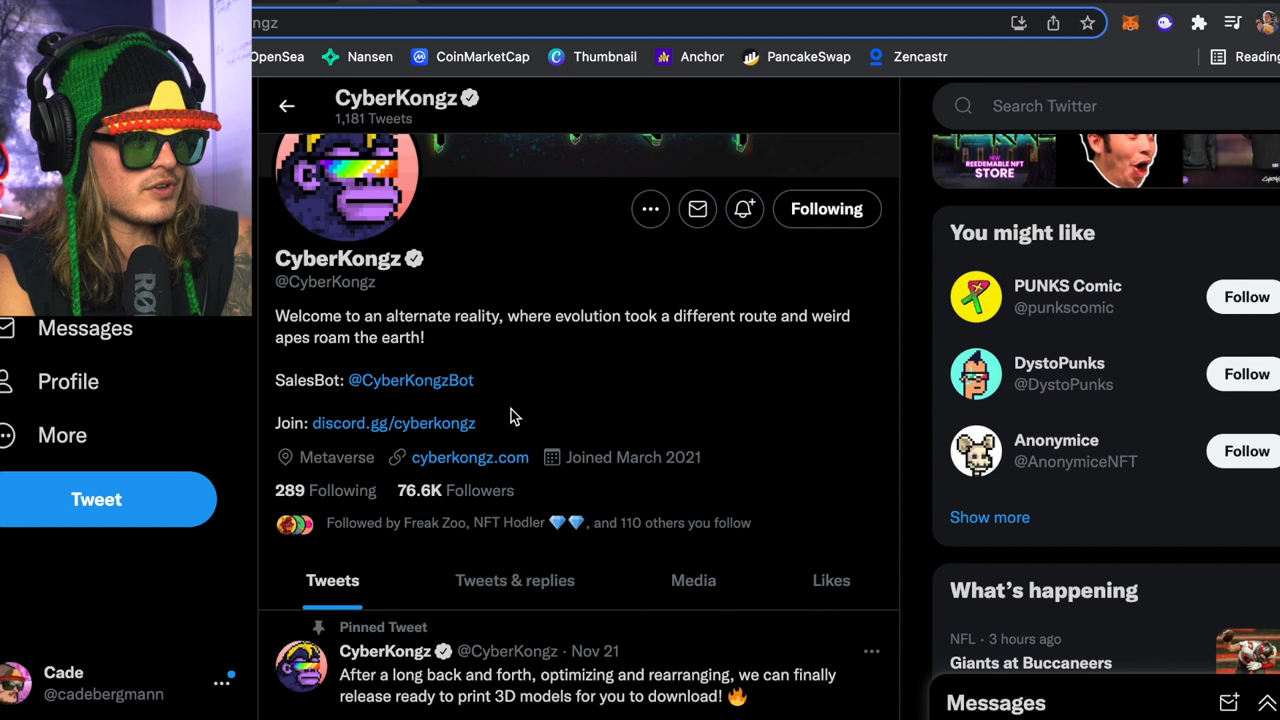 ngz
OpenSea Nansen CoinMarketCap Thumbnail Anchor PancakeSwap Zencastr Reading
CyberKongz
1,181 Tweets
Search Twitter
REDEEMABLE NFT
STORE
Following
You might like
CyberKongz
@CyberKongz
PUNKS Comic
@punkscomic
Follow
Welcome to an alternate reality, where evolution took a different route and weird
apes roam the earth!
Messages
DystoPunks
@DystoPunks
Follow
SalesBot: @CyberKongzBot
Profile
Join: discord.gg/cyberkongz
More
Anonymice
@AnonymiceNFT
Follow
Metaverse cyberkongz.com Joined March 2021
289 Following 76.6K Followers
Tweet
Show more
Followed by Freak Zoo, NFT Hodler 💎💎, and 110 others you follow
Tweets Tweets & replies Media Likes
What's happening
Pinned Tweet
NFL · 3 hours ago
Giants at Buccaneers
CyberKongz @CyberKongz · Nov 21
After a long back and forth, optimizing and rearranging, we can finally
release ready to print 3D models for you to download! 🔥
Cade
@cadebergmann
Messages